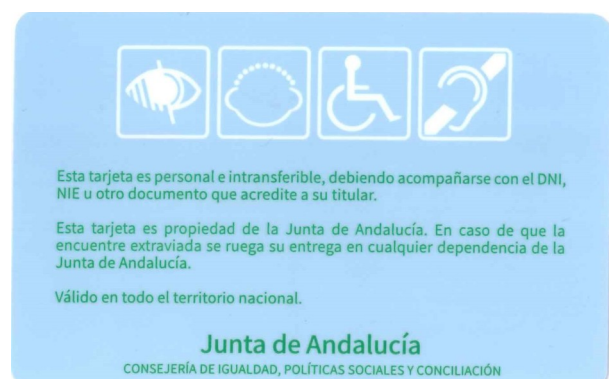 Esta tarjeta es personal e intransferible, debiendo acompañarse con el DNI,
NIE u otro documento que acredite a su titular.
Esta tarjeta es propiedad de la Junta de Andalucía. En caso de que la
encuentre extraviada se ruega su entrega en cualquier dependencia de la
Junta de Andalucía.
Válido en todo el territorio nacional.
Junta de Andalucía
CONSEJERÍA DE IGUALDAD, POLÍTICAS SOCIALES Y CONCILIACIÓN